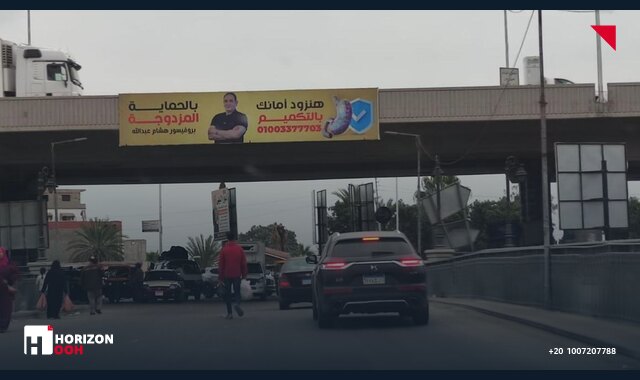 هنزود أمانك
بالتكميم
01003377703
بالحماية
المزدوجة
بروفيسور هشام عبدالله
HORIZON
OOH
+20 1007207788